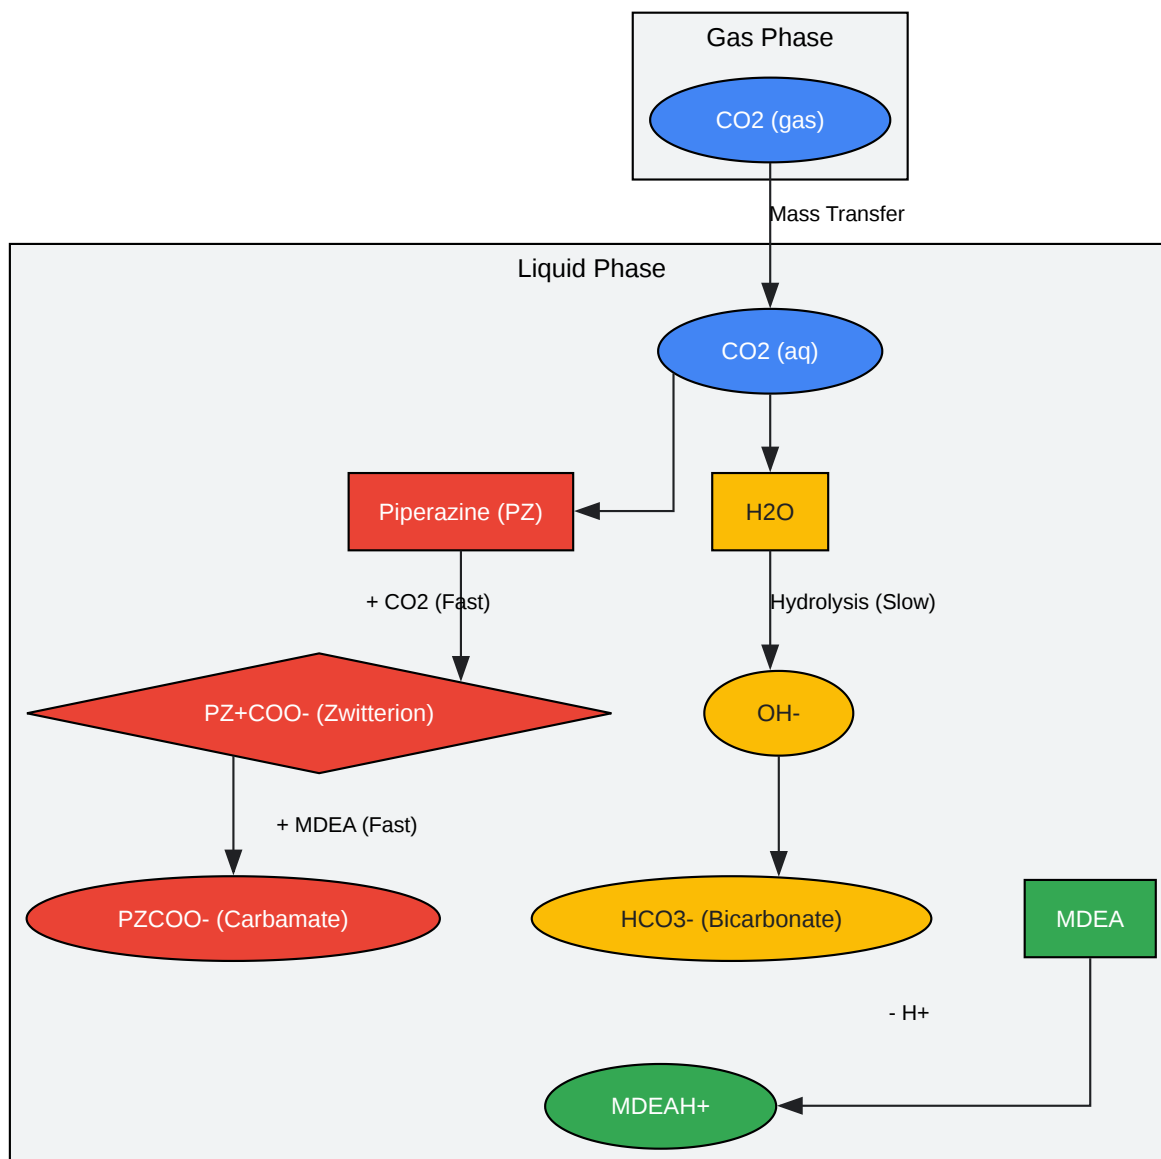 Gas Phase
CO2 (gas)
Mass Transfer
Liquid Phase
CO2 (aq)
Piperazine (PZ)
H2O
+ CO2 (Fast)
Hydrolysis (Slow)
PZ+COO- (Zwitterion)
OH-
+ MDEA (Fast)
PZCOO- (Carbamate)
HCO3- (Bicarbonate)
MDEA
- H+
MDEAH+